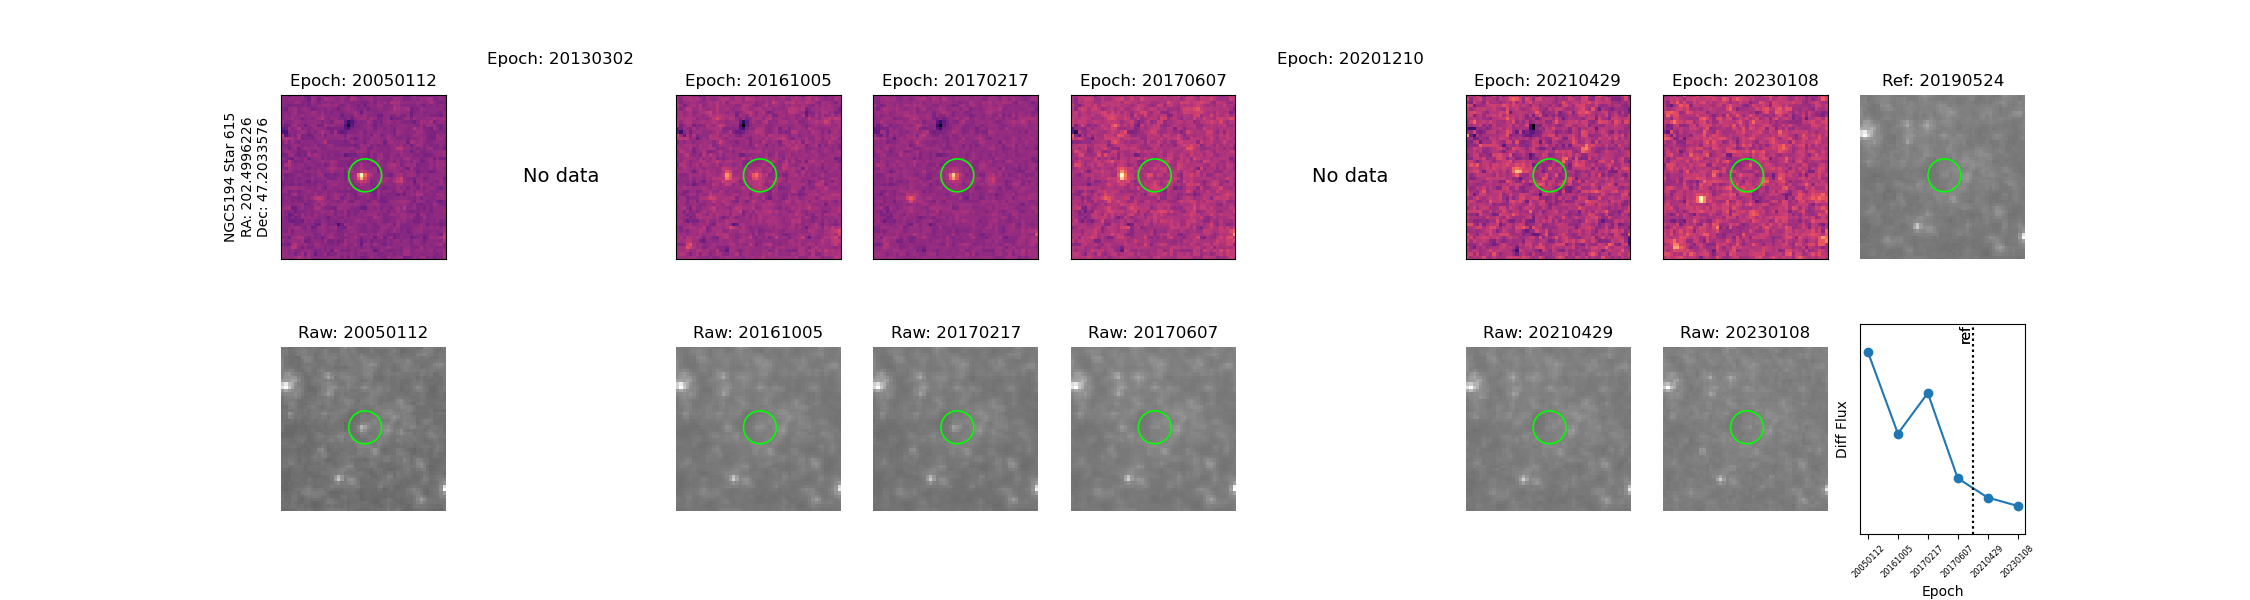 Epoch: 20130302
Epoch: 20201210
Epoch: 20050112
Epoch: 20161005
Epoch: 20170217
Epoch: 20170607
Epoch: 20210429
Epoch: 20230108
Ref: 20190524
NGC5194 Star 615
RA: 202.4996226
Dec: 47.2033576
No data
No data
Raw: 20050112
Raw: 20161005
Raw: 20170217
Raw: 20170607
Raw: 20210429
Raw: 20230108
ref
Diff Flux
20050112
20161005
20170217
20170607
20210429
20230108
Epoch